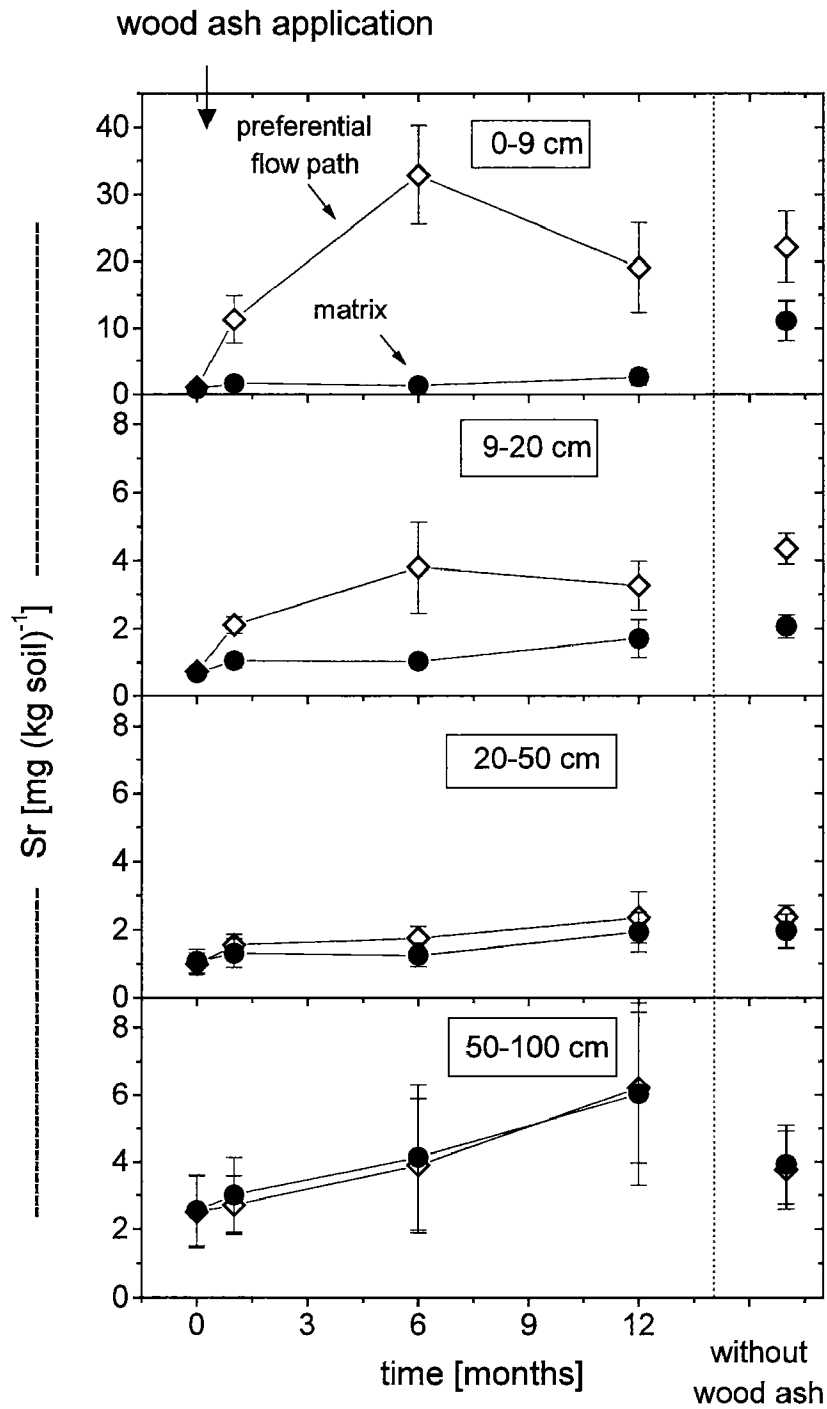 wood ash application
40
30
20
10
0
preferential
flow path
matrix
0-9 cm
8
6
4
2
0
9-20 cm
8
6
4
2
0
20-50 cm
8
6
4
2
0
50-100 cm
Sr [mg (kg soil)⁻¹]
0
3
6
9
12
time [months]
without
wood ash